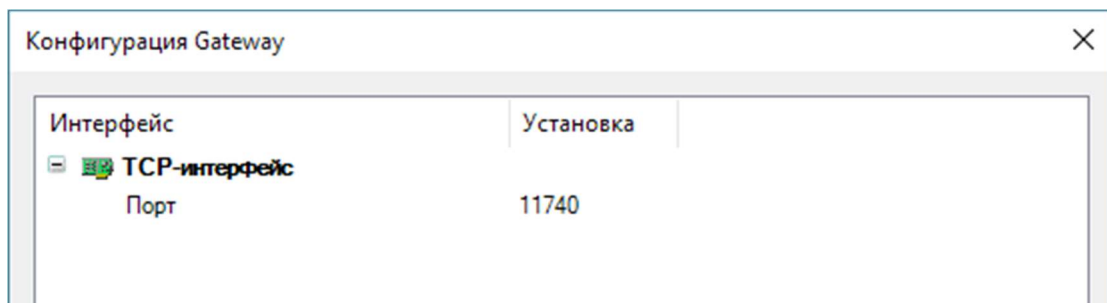 Конфигурация Gateway
Интерфейс Установка
TCP-интерфейс
Порт 11740